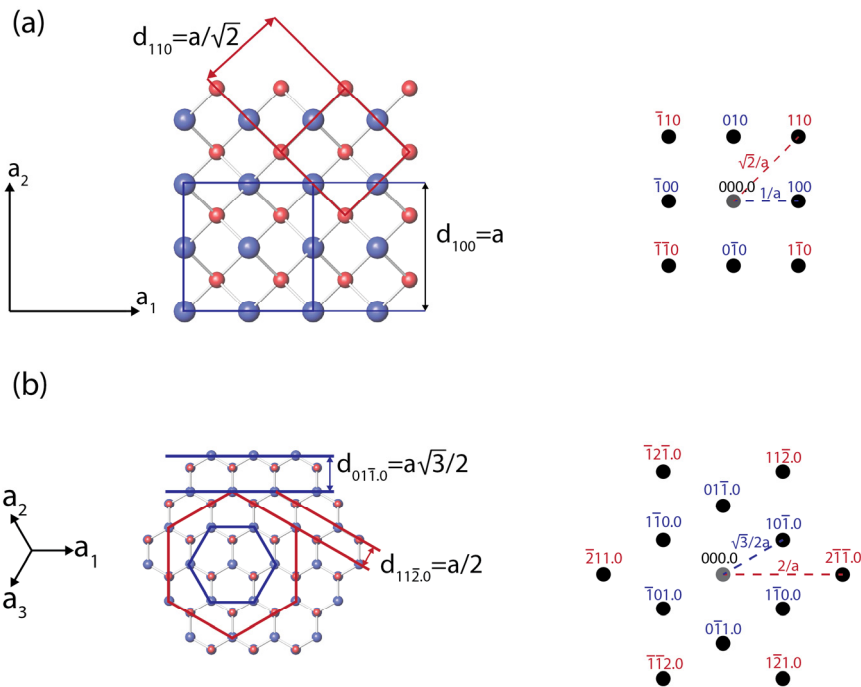 (a)
d₁₁₀=a/√2
a₂
a₁
d₁₀₀=a
1̅10 010 110
√2/a
1̅00 000.0 100
1/a
1̅1̅0 01̅0 11̅0
(b)
a₂
a₁
a₃
d₀₁₁̅.₀=a√3/2
d₁₁₂̅.₀=a/2
1̅21̅.0 112̅.0
011̅.0
1̅10.0 101̅.0
√3/2a
2̅11.0 000.0 21̅1̅.0
2/a
1̅01.0 11̅0.0
01̅1.0
1̅1̅2.0 12̅1.0